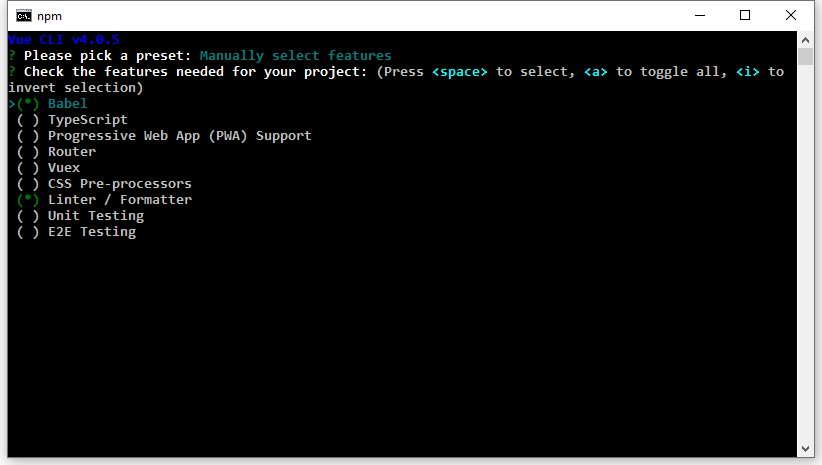 npm
Vue CLI v4.0.5
? Please pick a preset: Manually select features
? Check the features needed for your project: (Press <space> to select, <a> to toggle all, <i> to
invert selection)
>(*) Babel
( ) TypeScript
( ) Progressive Web App (PWA) Support
( ) Router
( ) Vuex
( ) CSS Pre-processors
(*) Linter / Formatter
( ) Unit Testing
( ) E2E Testing